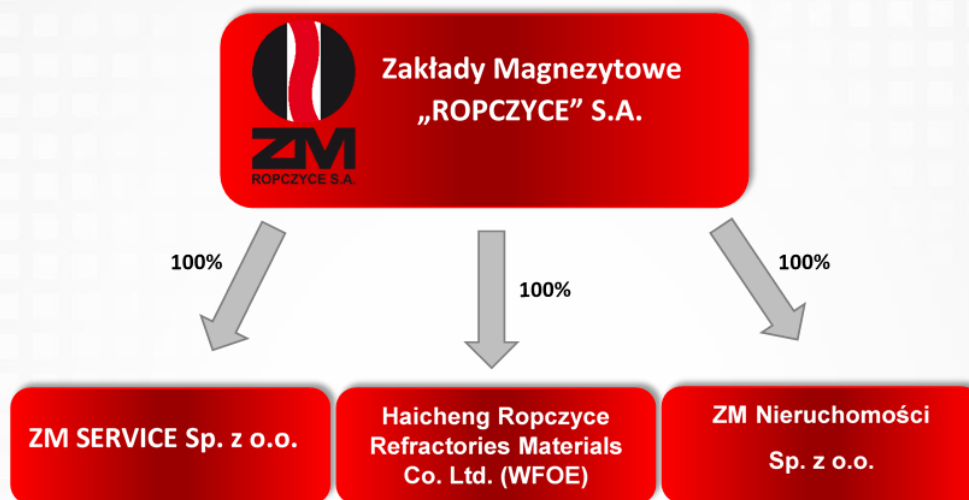 Zakłady Magnezytowe
„ROPCZYCE” S.A.
ZM
ROPCZYCE S.A.
100%
100%
100%
ZM SERVICE Sp. z o.o.
Haicheng Ropczyce
Refractories Materials
Co. Ltd. (WFOE)
ZM Nieruchomości
Sp. z o.o.